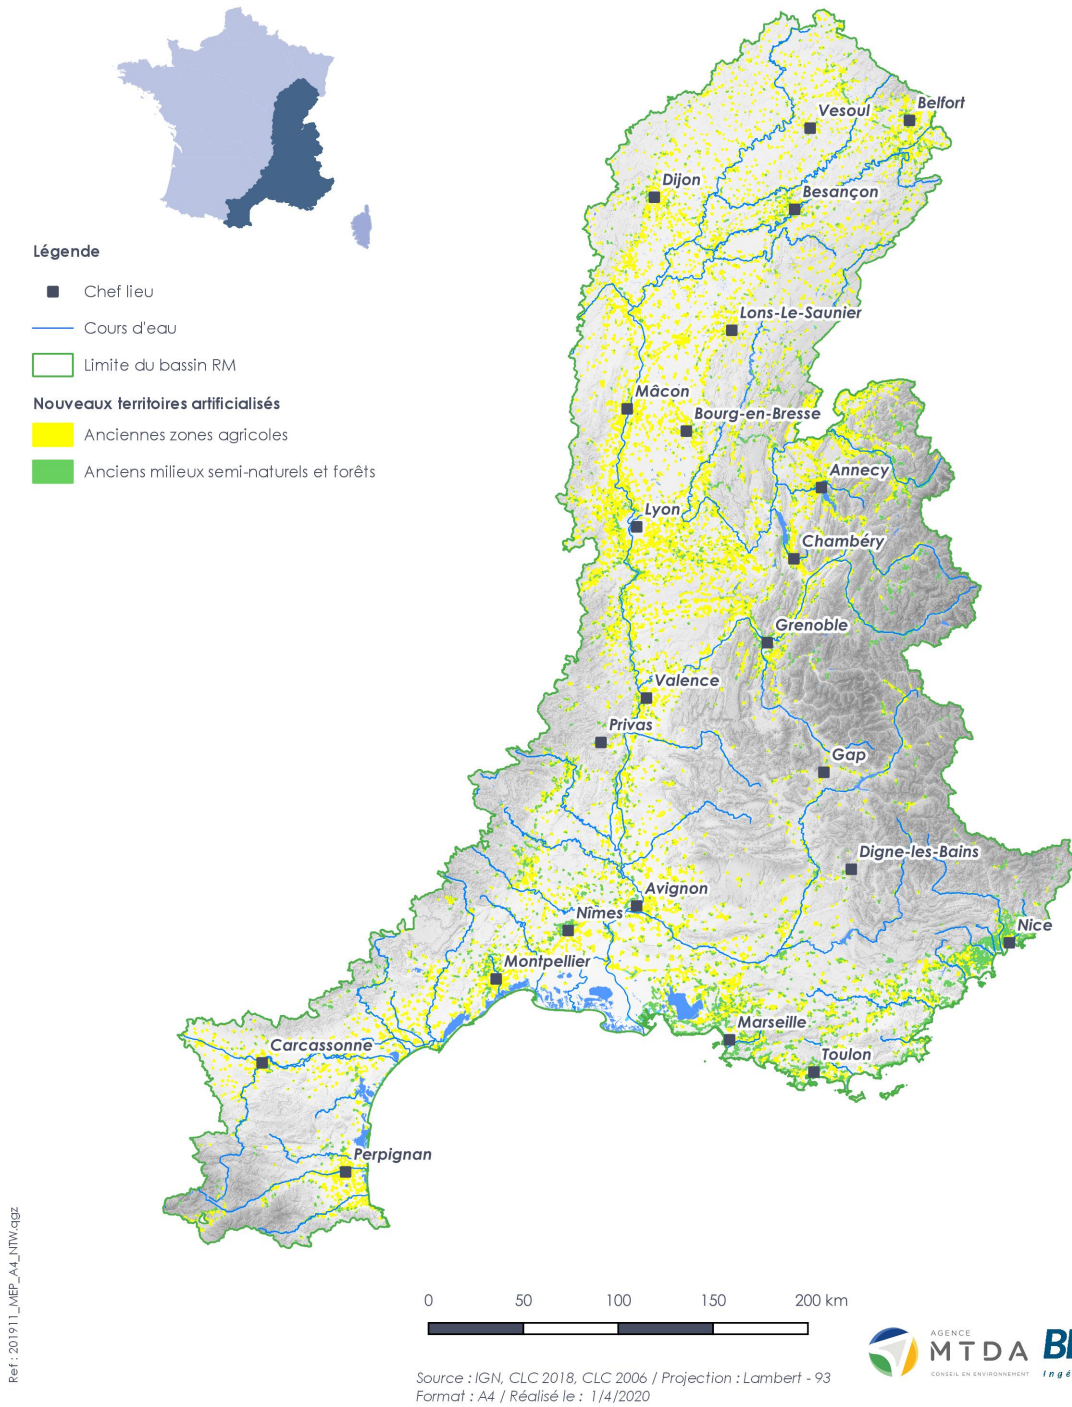 Légende
Chef lieu
Cours d'eau
Limite du bassin RM
Nouveaux territoires artificialisés
Anciennes zones agricoles
Anciens milieux semi-naturels et forêts
Vesoul
Belfort
Dijon
Besançon
Lons-Le-Saunier
Mâcon
Bourg-en-Bresse
Annecy
Lyon
Chambéry
Grenoble
Valence
Privas
Gap
Digne-les-Bains
Avignon
Nîmes
Nice
Montpellier
Marseille
Carcassonne
Toulon
Perpignan
0 50 100 150 200 km
Source : IGN, CLC 2018, CLC 2006 / Projection : Lambert - 93
Format : A4 / Réalisé le : 1/4/2020
Ref : 201911_MEP_A4_NTW.qgz
AGENCE
MTDA
CONSEIL EN ENVIRONNEMENT